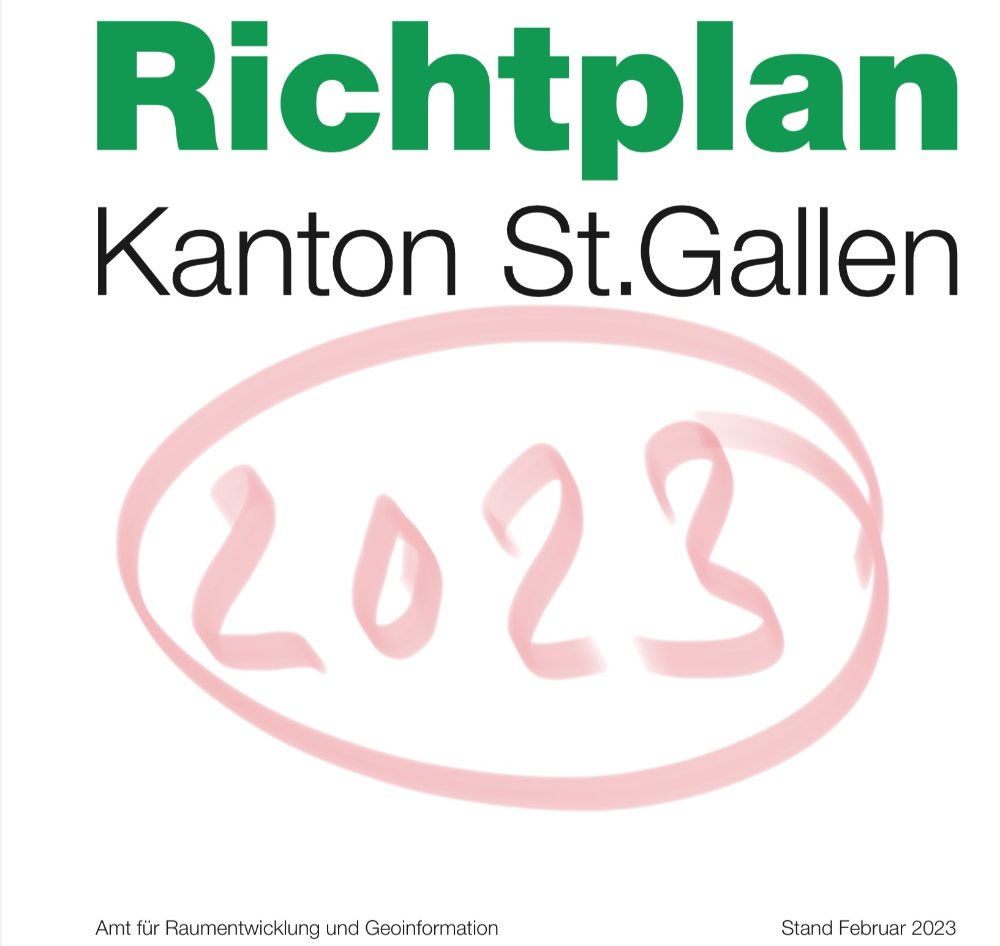 Richtplan
Kanton St.Gallen
2023
Amt für Raumentwicklung und Geoinformation
Stand Februar 2023